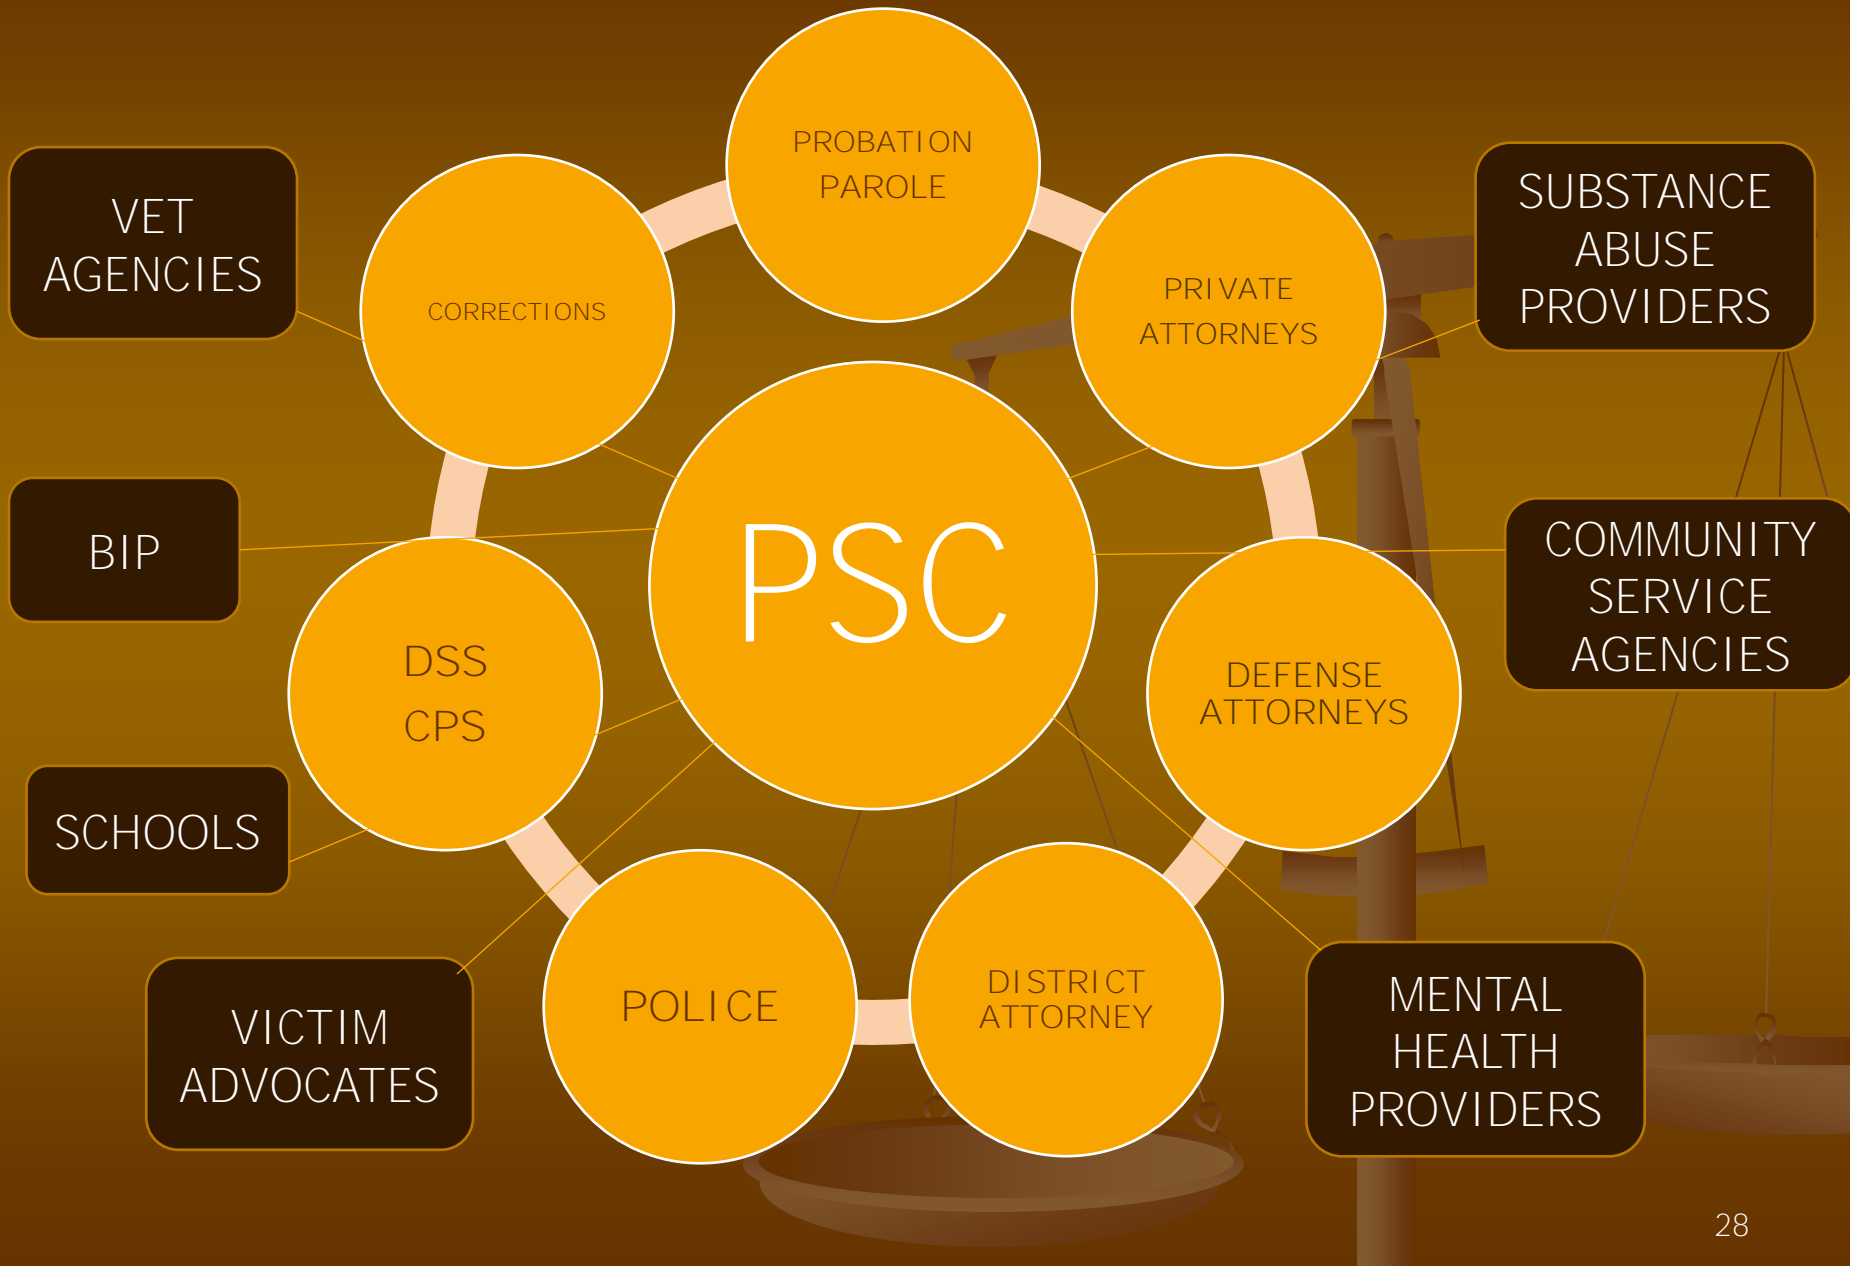 PROBATION
PAROLE
VET
AGENCIES
CORRECTIONS
PRIVATE
ATTORNEYS
SUBSTANCE
ABUSE
PROVIDERS
BIP
PSC
COMMUNITY
SERVICE
AGENCIES
DSS
CPS
DEFENSE
ATTORNEYS
SCHOOLS
VICTIM
ADVOCATES
POLICE
DISTRICT
ATTORNEY
MENTAL
HEALTH
PROVIDERS
28